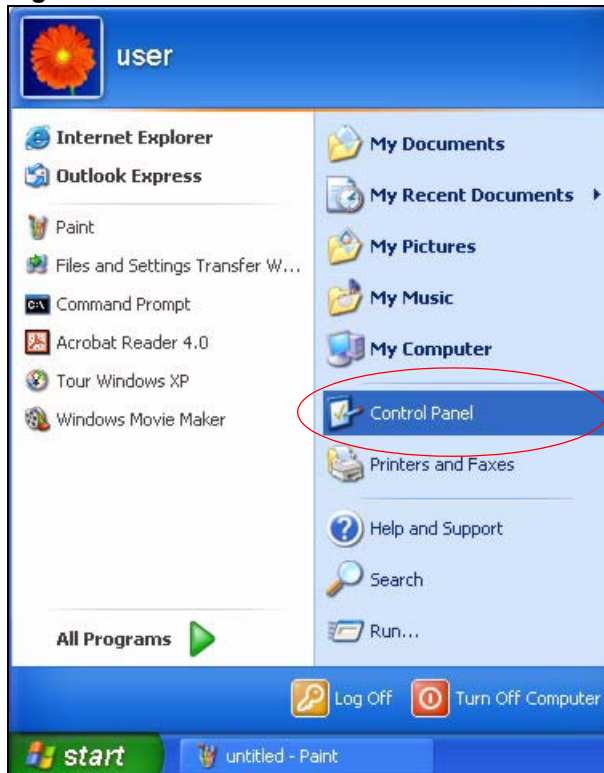 user
Internet Explorer
Outlook Express
Paint
Files and Settings Transfer W...
C:\
Command Prompt
Acrobat Reader 4.0
Tour Windows XP
Windows Movie Maker
All Programs
My Documents
My Recent Documents
My Pictures
My Music
My Computer
Control Panel
Printers and Faxes
Help and Support
Search
Run...
Log Off
Turn Off Computer
start
untitled - Paint